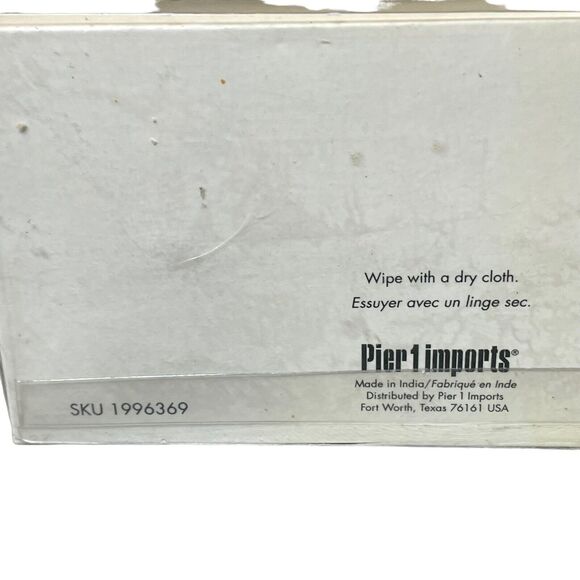 Wipe with a dry cloth.
Essuyer avec un linge sec.
Pier 1 imports®
Made in India/Fabriqué en Inde
Distributed by Pier 1 Imports
Fort Worth, Texas 76161 USA
SKU 1996369